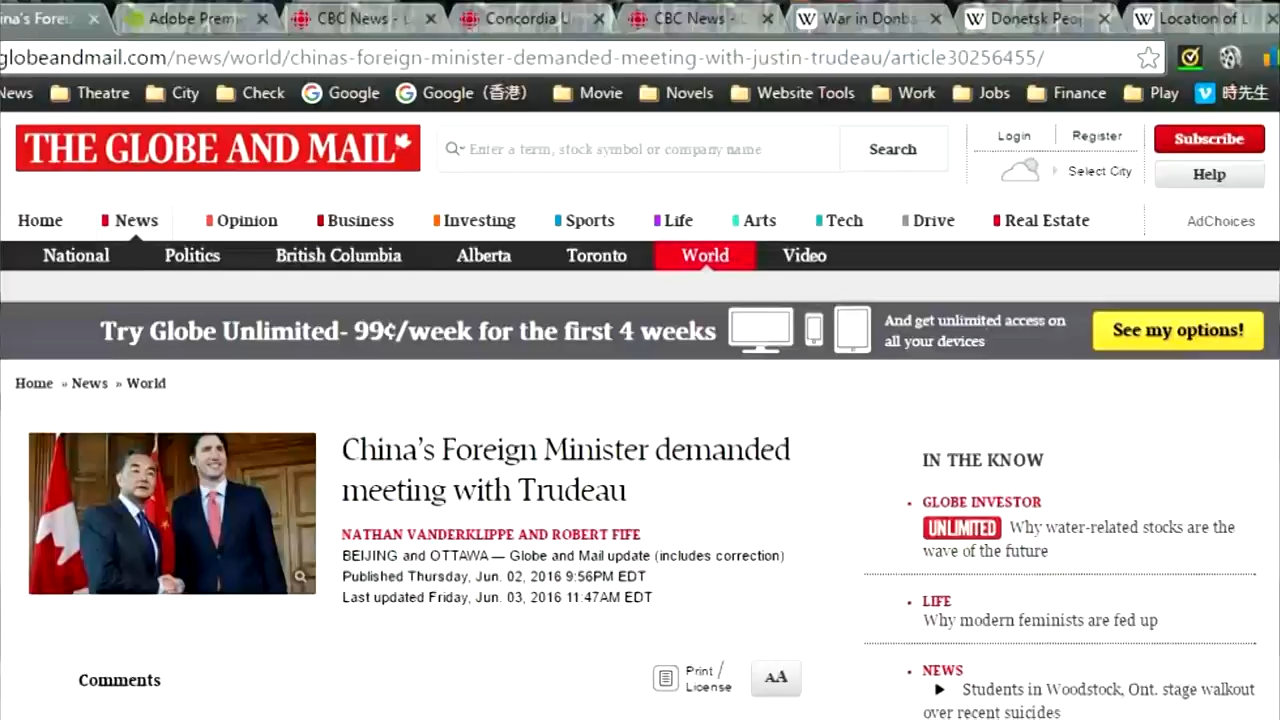 ina's Forei
Adobe Prem
CBC News - L
Concordia U
CBC News - L
War in Donba
Donetsk Peop
Location of L
globeandmail.com/news/world/chinas-foreign-minister-demanded-meeting-with-justin-trudeau/article30256455/
News Theatre City Check Google Google (香港) Movie Novels Website Tools Work Jobs Finance Play 時先生
THE GLOBE AND MAIL
Enter a term, stock symbol or company name
Search
Login Register
Select City
Subscribe
Help
Home News Opinion Business Investing Sports Life Arts Tech Drive Real Estate AdChoices
National Politics British Columbia Alberta Toronto World Video
Try Globe Unlimited- 99¢/week for the first 4 weeks
And get unlimited access on
all your devices
See my options!
Home » News » World
China's Foreign Minister demanded
meeting with Trudeau
NATHAN VANDERKLIPPE AND ROBERT FIFE
BEIJING and OTTAWA — Globe and Mail update (includes correction)
Published Thursday, Jun. 02, 2016 9:56PM EDT
Last updated Friday, Jun. 03, 2016 11:47AM EDT
Comments
Print /
License
AA
IN THE KNOW
GLOBE INVESTOR
UNLIMITED Why water-related stocks are the
wave of the future
LIFE
Why modern feminists are fed up
NEWS
Students in Woodstock, Ont. stage walkout
over recent suicides